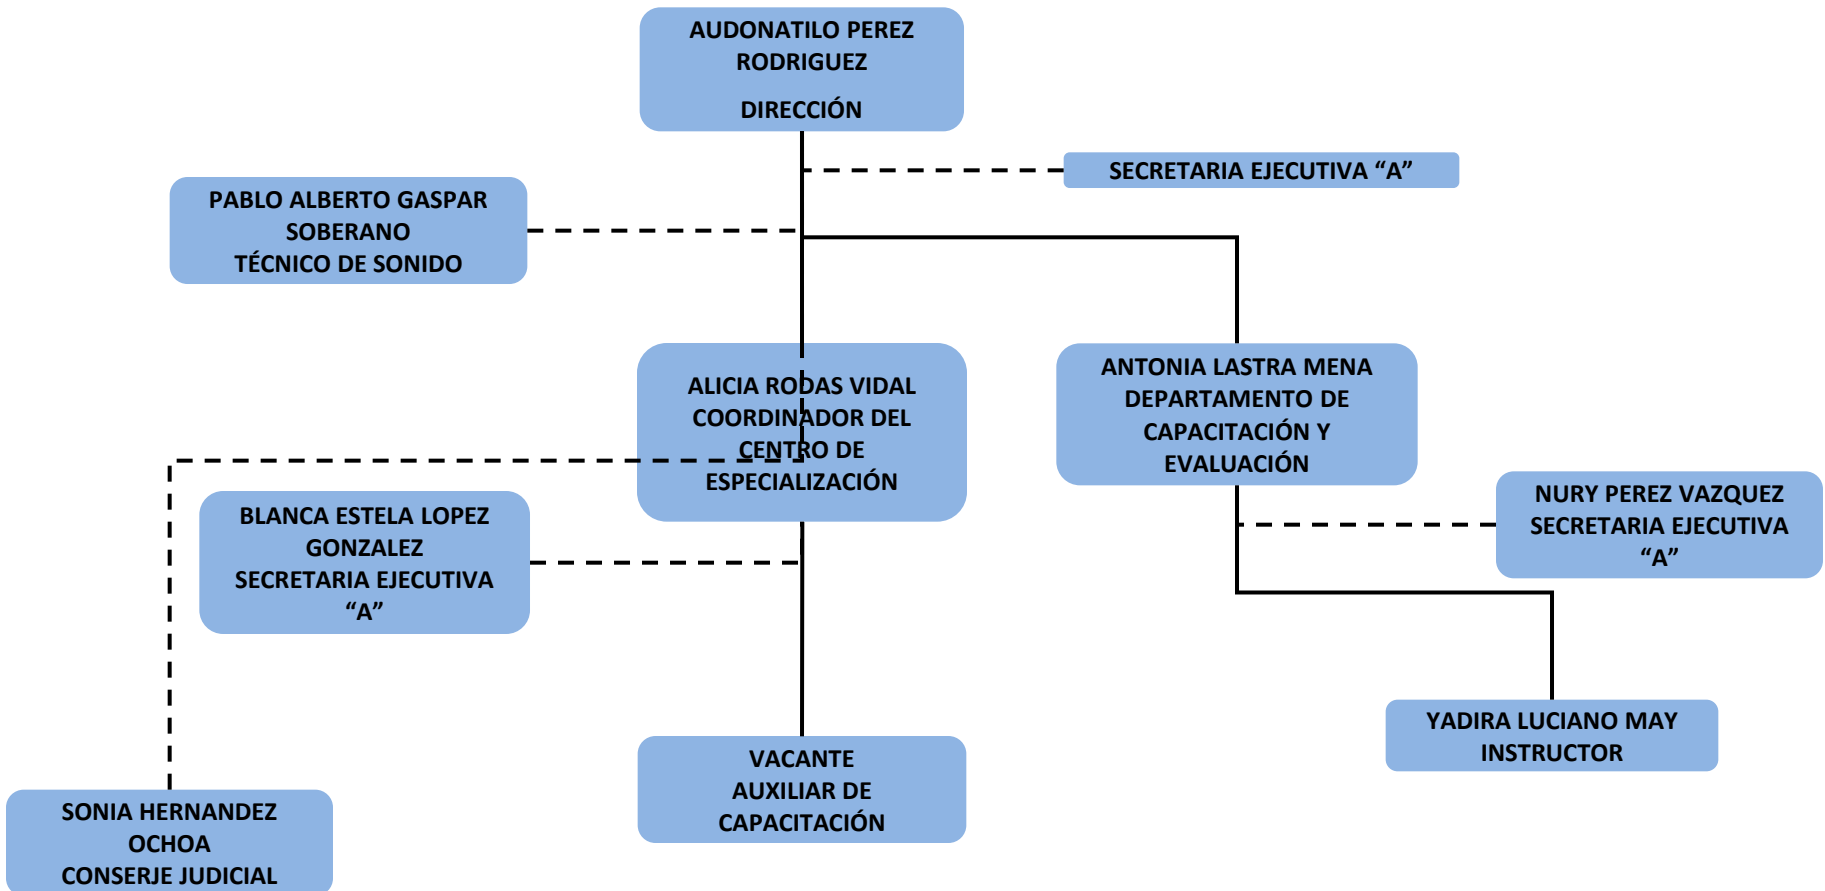 AUDONATILO PEREZ
RODRIGUEZ
DIRECCIÓN
SECRETARIA EJECUTIVA “A”
PABLO ALBERTO GASPAR
SOBERANO
TÉCNICO DE SONIDO
ALICIA RODAS VIDAL
COORDINADOR DEL
CENTRO DE
ESPECIALIZACIÓN
ANTONIA LASTRA MENA
DEPARTAMENTO DE
CAPACITACIÓN Y
EVALUACIÓN
BLANCA ESTELA LOPEZ
GONZALEZ
SECRETARIA EJECUTIVA
“A”
NURY PEREZ VAZQUEZ
SECRETARIA EJECUTIVA
“A”
YADIRA LUCIANO MAY
INSTRUCTOR
VACANTE
AUXILIAR DE
CAPACITACIÓN
SONIA HERNANDEZ
OCHOA
CONSERJE JUDICIAL